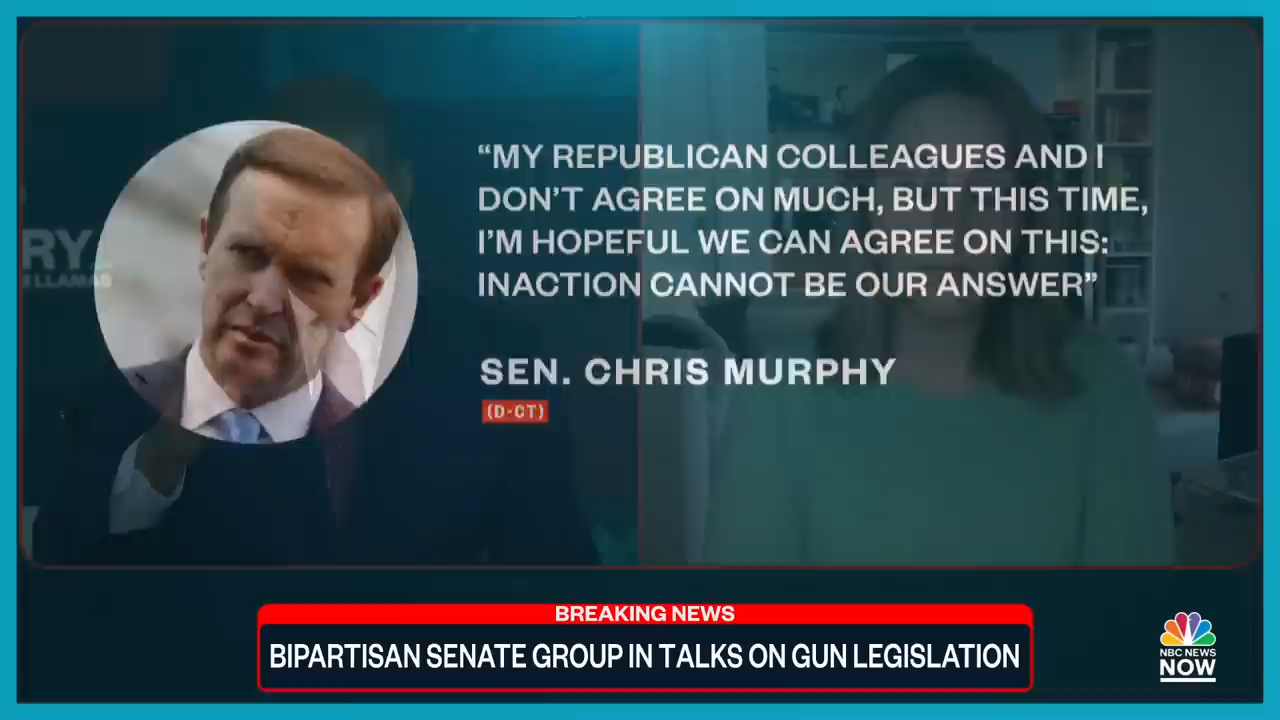 “MY REPUBLICAN COLLEAGUES AND I
DON’T AGREE ON MUCH, BUT THIS TIME,
I’M HOPEFUL WE CAN AGREE ON THIS:
INACTION CANNOT BE OUR ANSWER”
SEN. CHRIS MURPHY
(D-CT)
RY
LLAMAS
BREAKING NEWS
BIPARTISAN SENATE GROUP IN TALKS ON GUN LEGISLATION
NBC NEWS
NOW